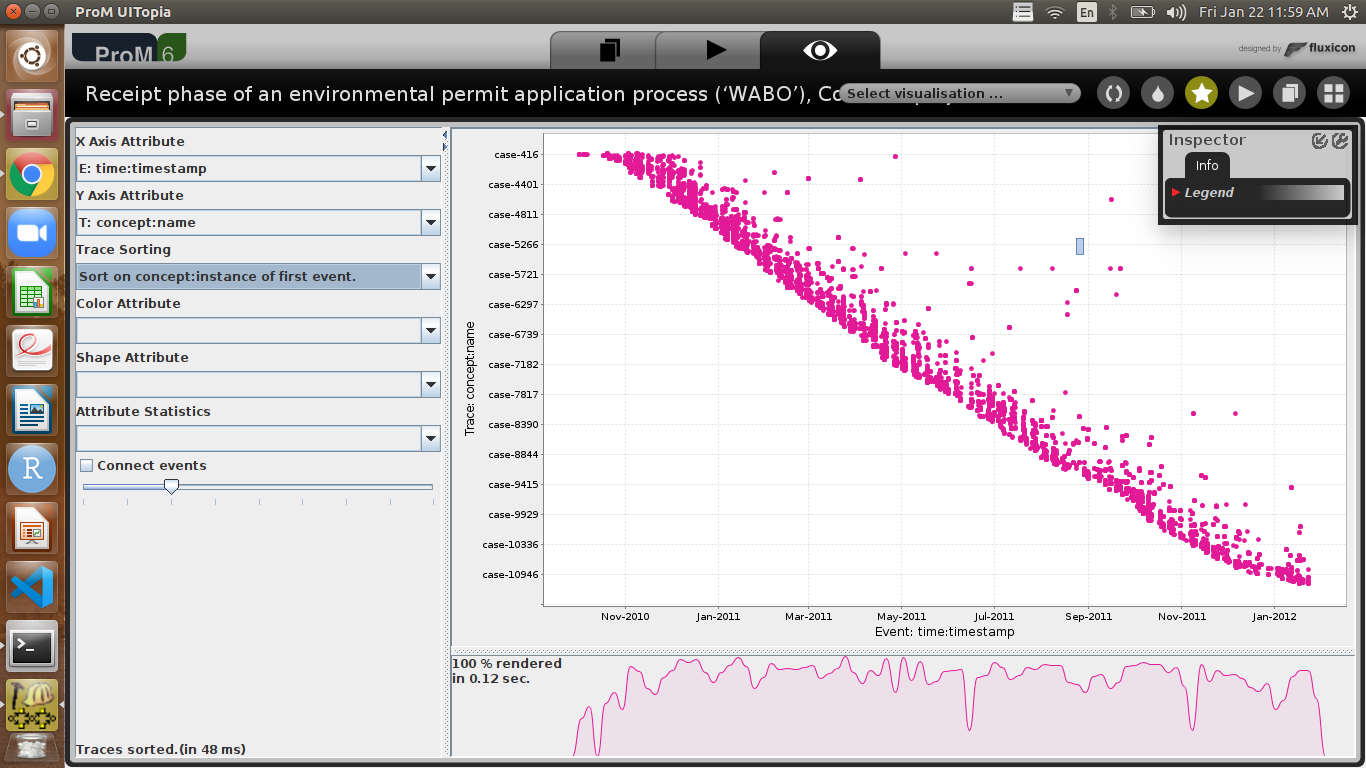 ProM UITopia
En
Fri Jan 22 11:59 AM
ProM 6
designed by fluxicon
Receipt phase of an environmental permit application process (‘WABO’), Co
Select visualisation ...
X Axis Attribute
E: time:timestamp
Y Axis Attribute
T: concept:name
Trace Sorting
Sort on concept:instance of first event.
Color Attribute
Shape Attribute
Attribute Statistics
Connect events
Traces sorted.(in 48 ms)
Trace: concept:name
case-416
case-4401
case-4811
case-5266
case-5721
case-6297
case-6739
case-7182
case-7817
case-8390
case-8844
case-9415
case-9929
case-10336
case-10946
Nov-2010
Jan-2011
Mar-2011
May-2011
Jul-2011
Sep-2011
Nov-2011
Jan-2012
Event: time:timestamp
100 % rendered
in 0.12 sec.
Inspector
Info
Legend
R